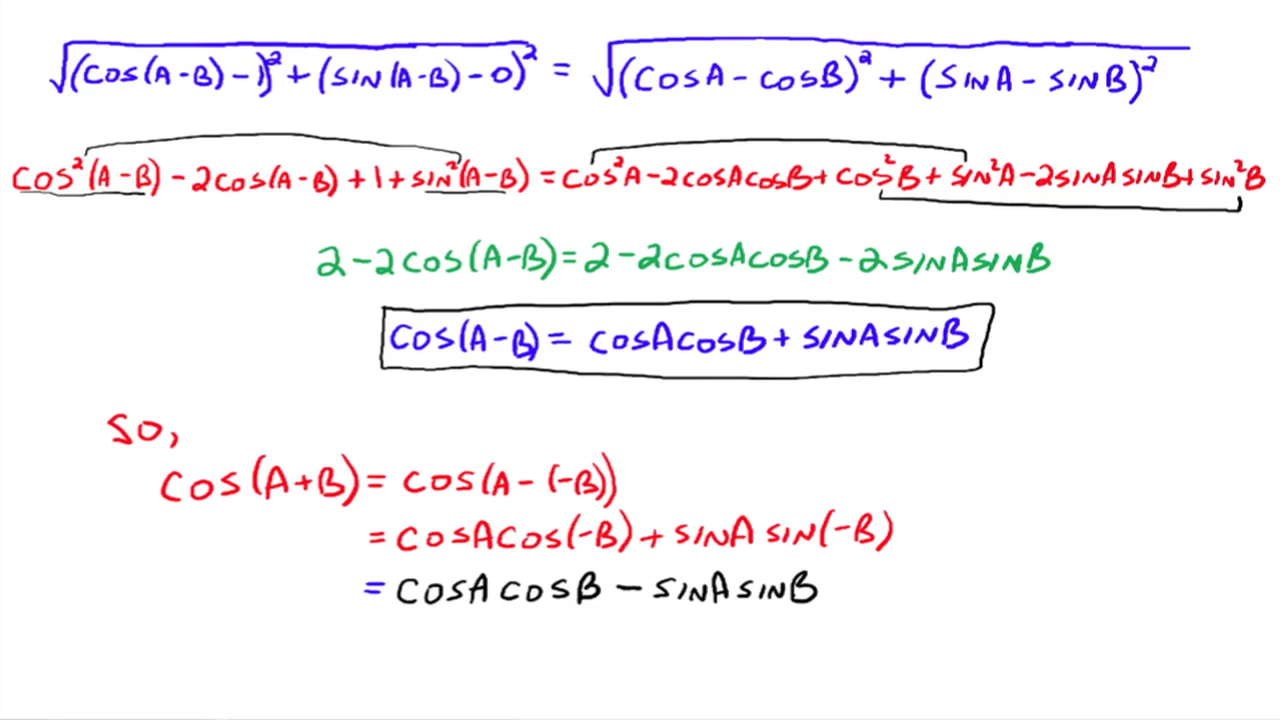 √(cos(A-B)-1)² + (sin(A-B)-0)² = √(cosA - cosB)² + (sinA - sinB)²
cos²(A-B) - 2cos(A-B) + 1 + sin²(A-B) = cos²A - 2cosAcosB + cos²B + sin²A - 2sinAsinB + sin²B
2 - 2cos(A-B) = 2 - 2cosAcosB - 2sinAsinB
cos(A-B) = cosAcosB + sinAsinB
so,
cos(A+B) = cos(A-(-B))
= cosAcos(-B) + sinAsin(-B)
= cosAcosB - sinAsinB